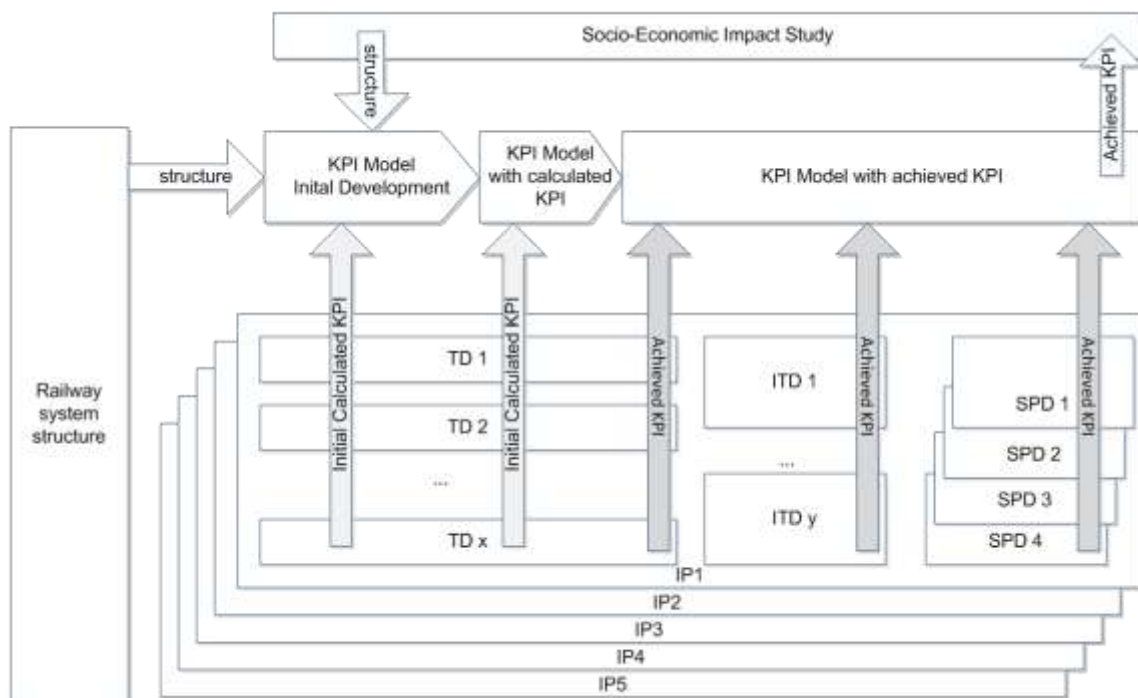 Socio-Economic Impact Study
structure
Achieved KPI
Railway
system
structure
structure
KPI Model
Inital Development
KPI Model
with calculated
KPI
KPI Model with achieved KPI
Initial Calculated KPI
Initial Calculated KPI
Achieved KPI
Achieved KPI
Achieved KPI
TD 1
TD 2
...
TD x
ITD 1
...
ITD y
SPD 1
SPD 2
SPD 3
SPD 4
IP1
IP2
IP3
IP4
IP5